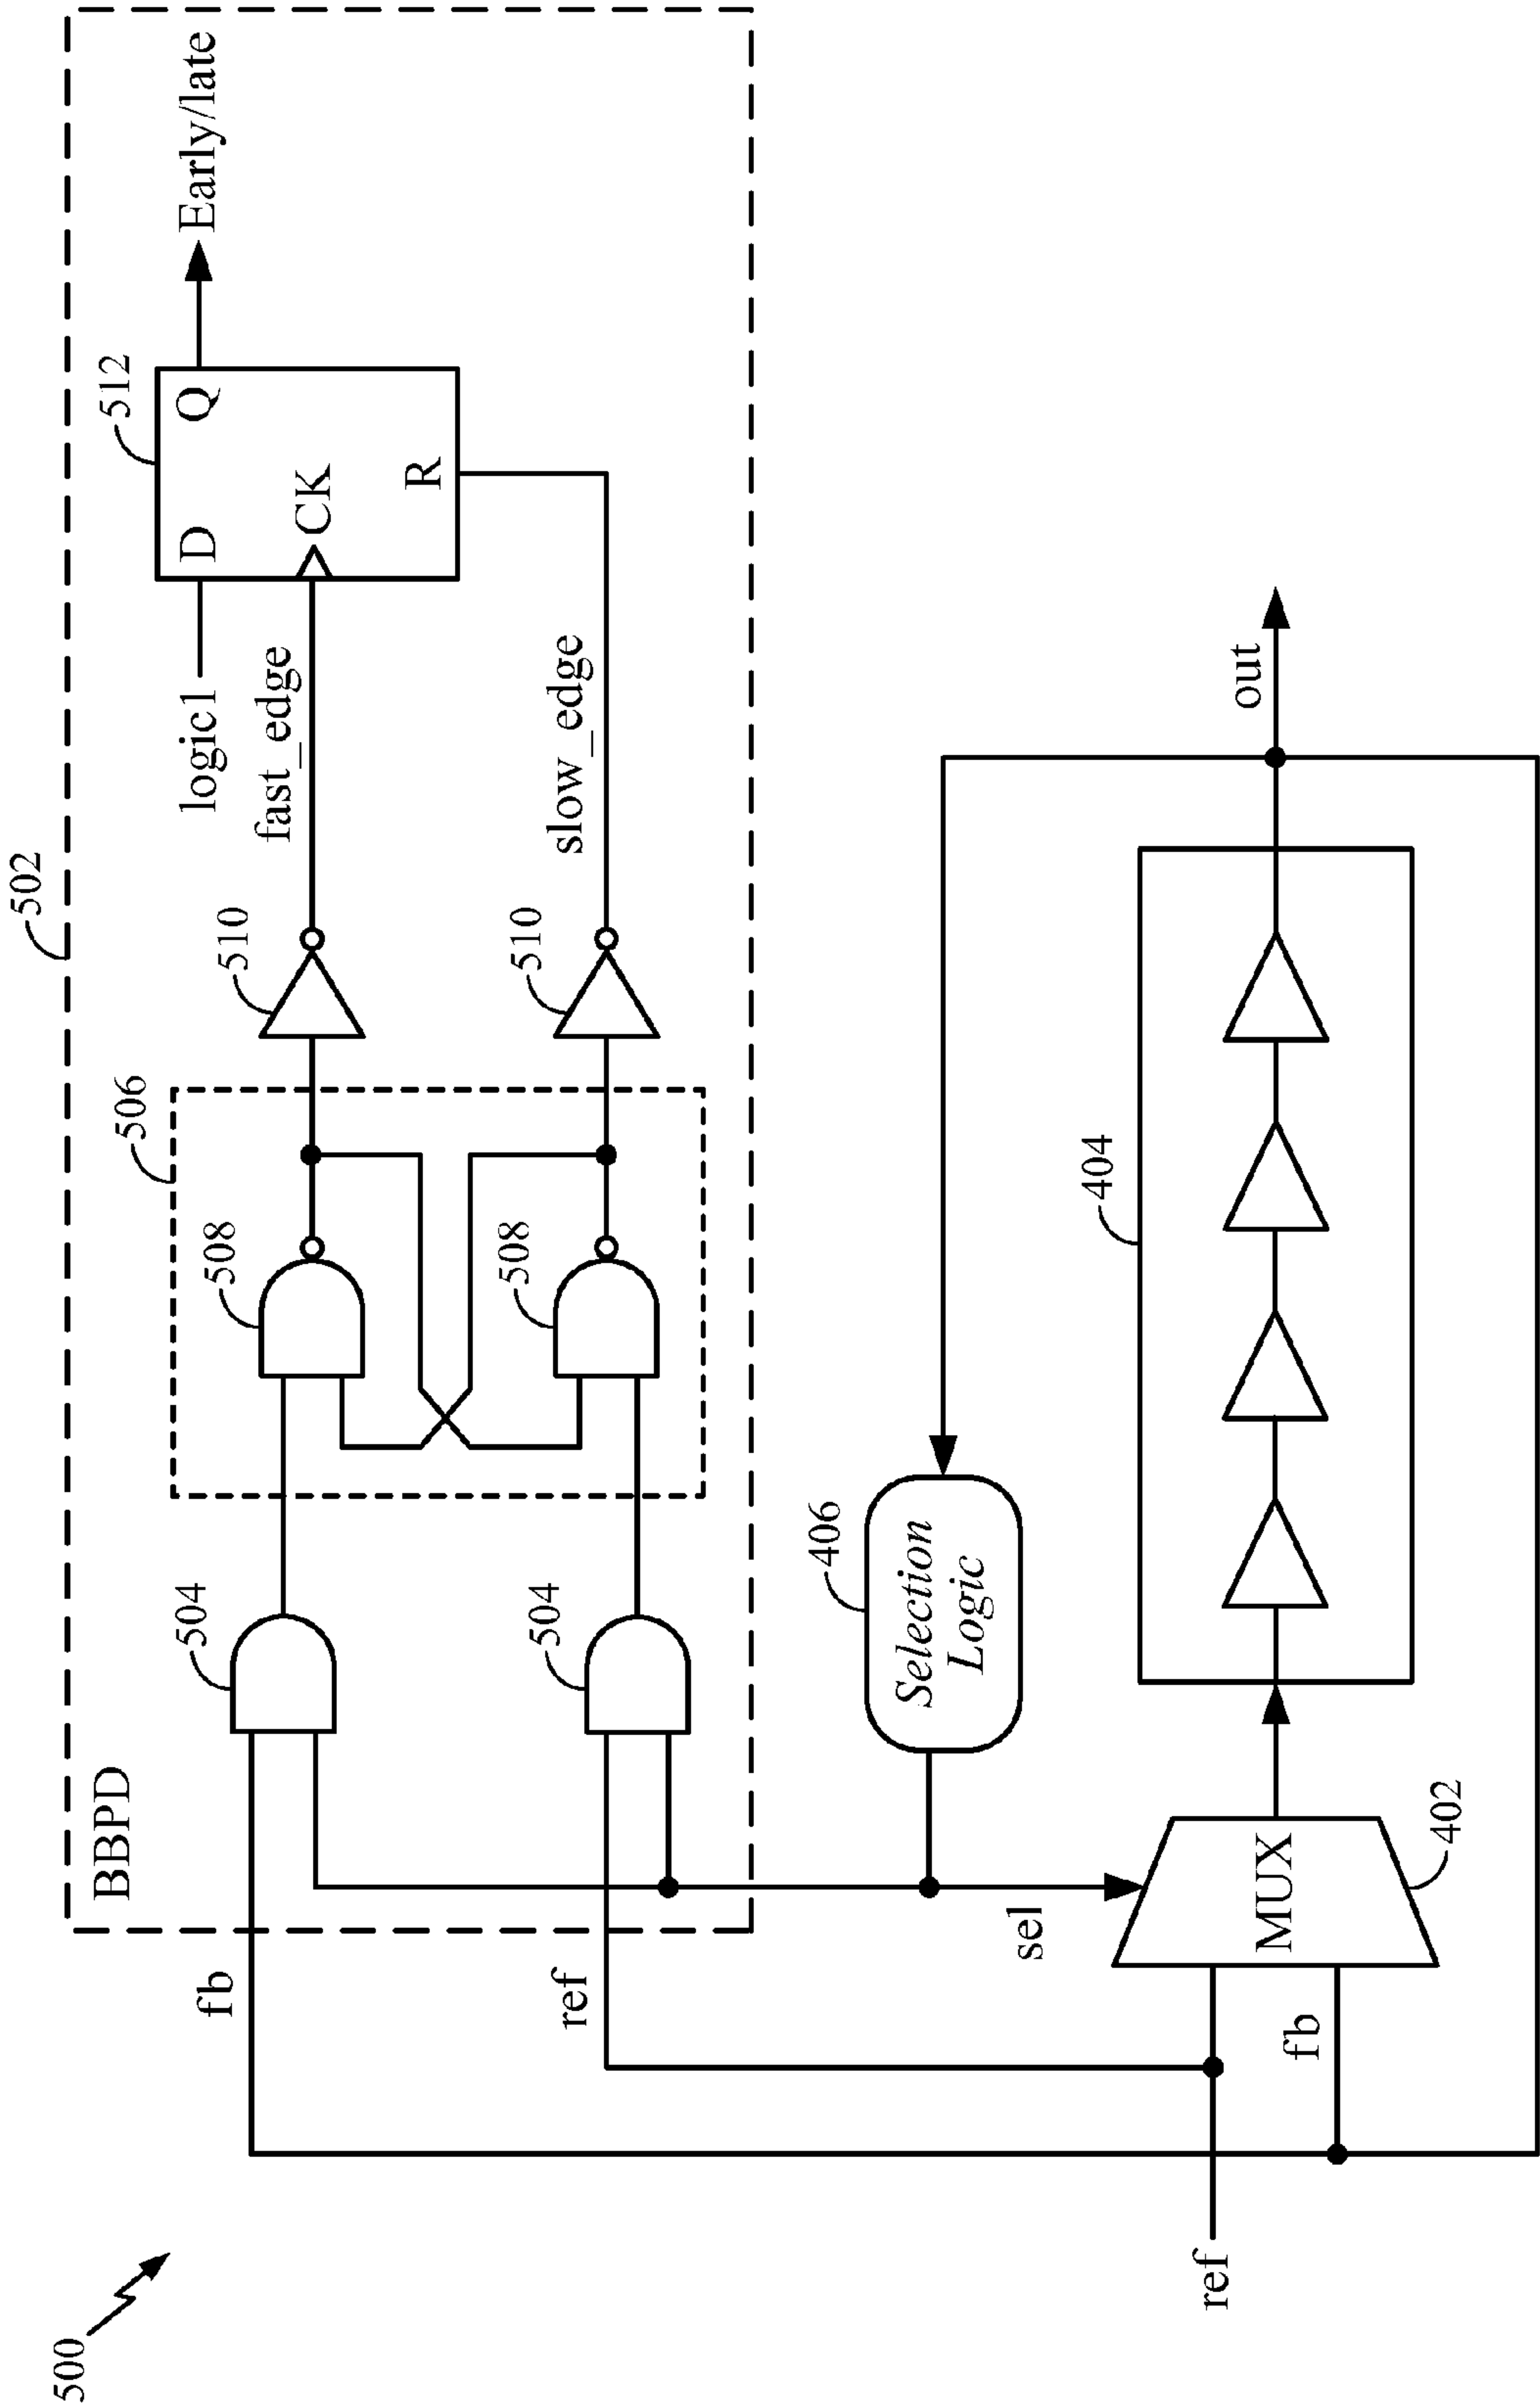 500
502
BBPD
fb
504
508
506
510
logic1
fast_edge
512
D
Q
CK
R
Early/late
ref
504
508
510
slow_edge
sel
406
Selection
Logic
404
out
ref
fb
MUX
402